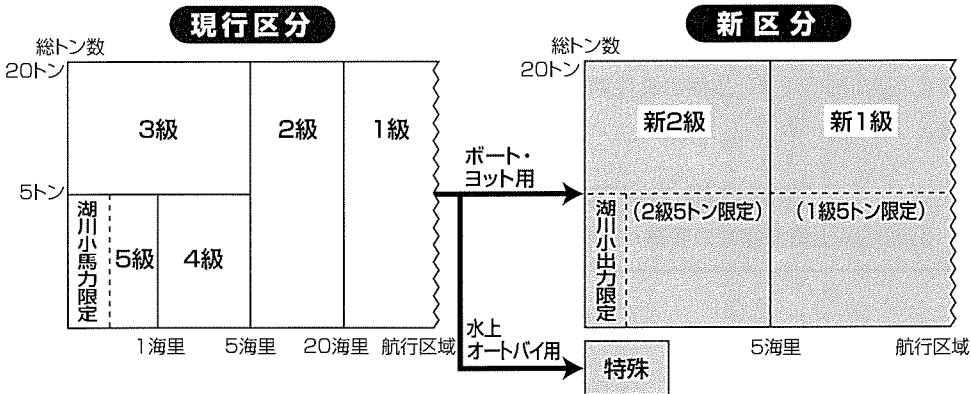 現行区分
総トン数
20トン
3級
2級
1級
5トン
湖川小馬力限定
5級
4級
1海里
5海里
20海里
航行区域
ボート・
ヨット用
水上
オートバイ用
新区分
総トン数
20トン
新2級
新1級
湖川小出力限定
(2級5トン限定)
(1級5トン限定)
5海里
航行区域
特殊